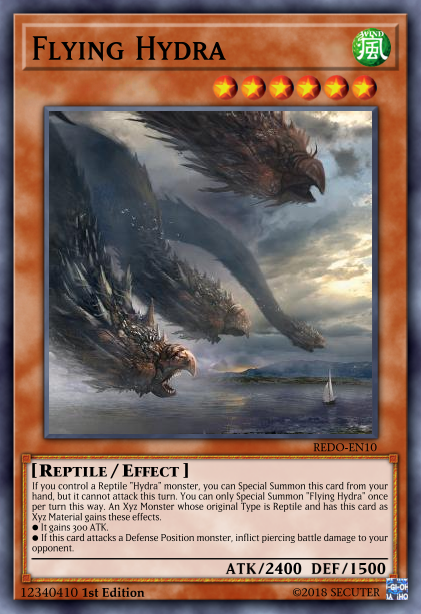 FLYING HYDRA
WIND
風
REDO-EN10
[REPTILE/EFFECT]
If you control a Reptile "Hydra" monster, you can Special Summon this card from your
hand, but it cannot attack this turn. You can only Special Summon "Flying Hydra" once
per turn this way. An Xyz Monster whose original Type is Reptile and has this card as
Xyz Material gains these effects.
● It gains 300 ATK.
● If this card attacks a Defense Position monster, inflict piercing battle damage to your
opponent.
ATK/2400 DEF/1500
12340410 1st Edition
©2018 SECUTER